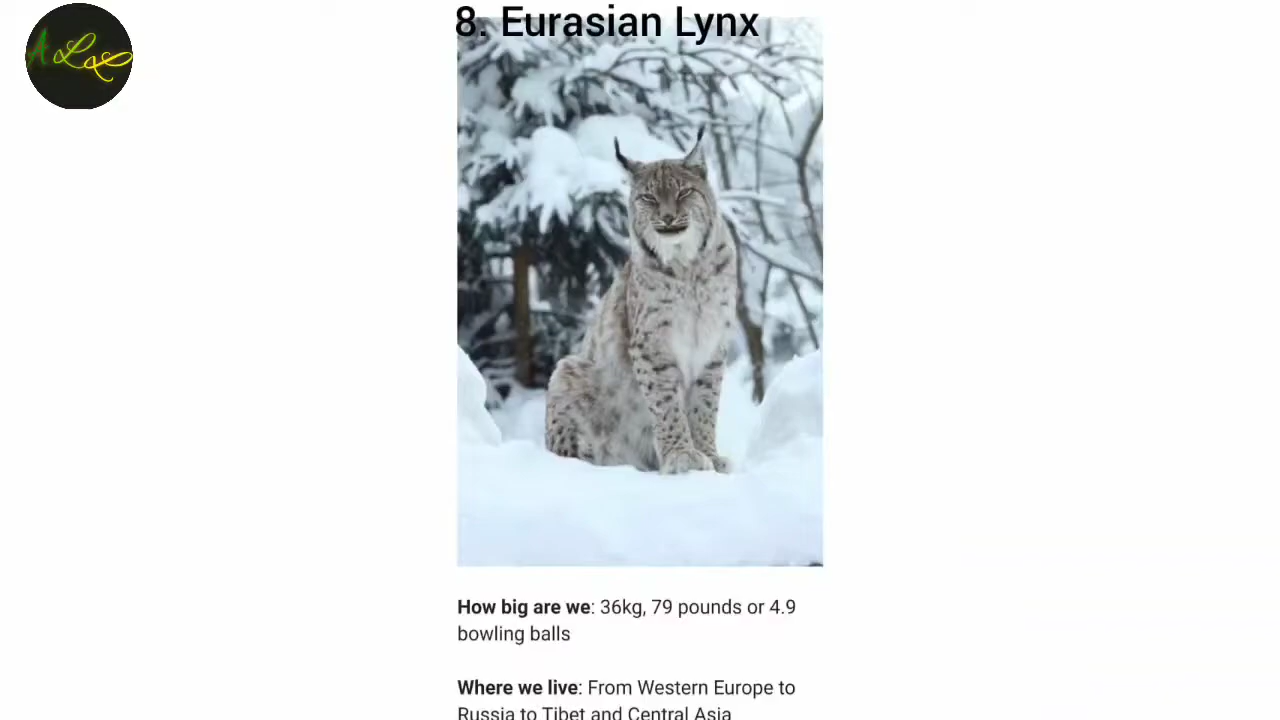 8. Eurasian Lynx
How big are we: 36kg, 79 pounds or 4.9
bowling balls
Where we live: From Western Europe to
Russia to Tibet and Central Asia